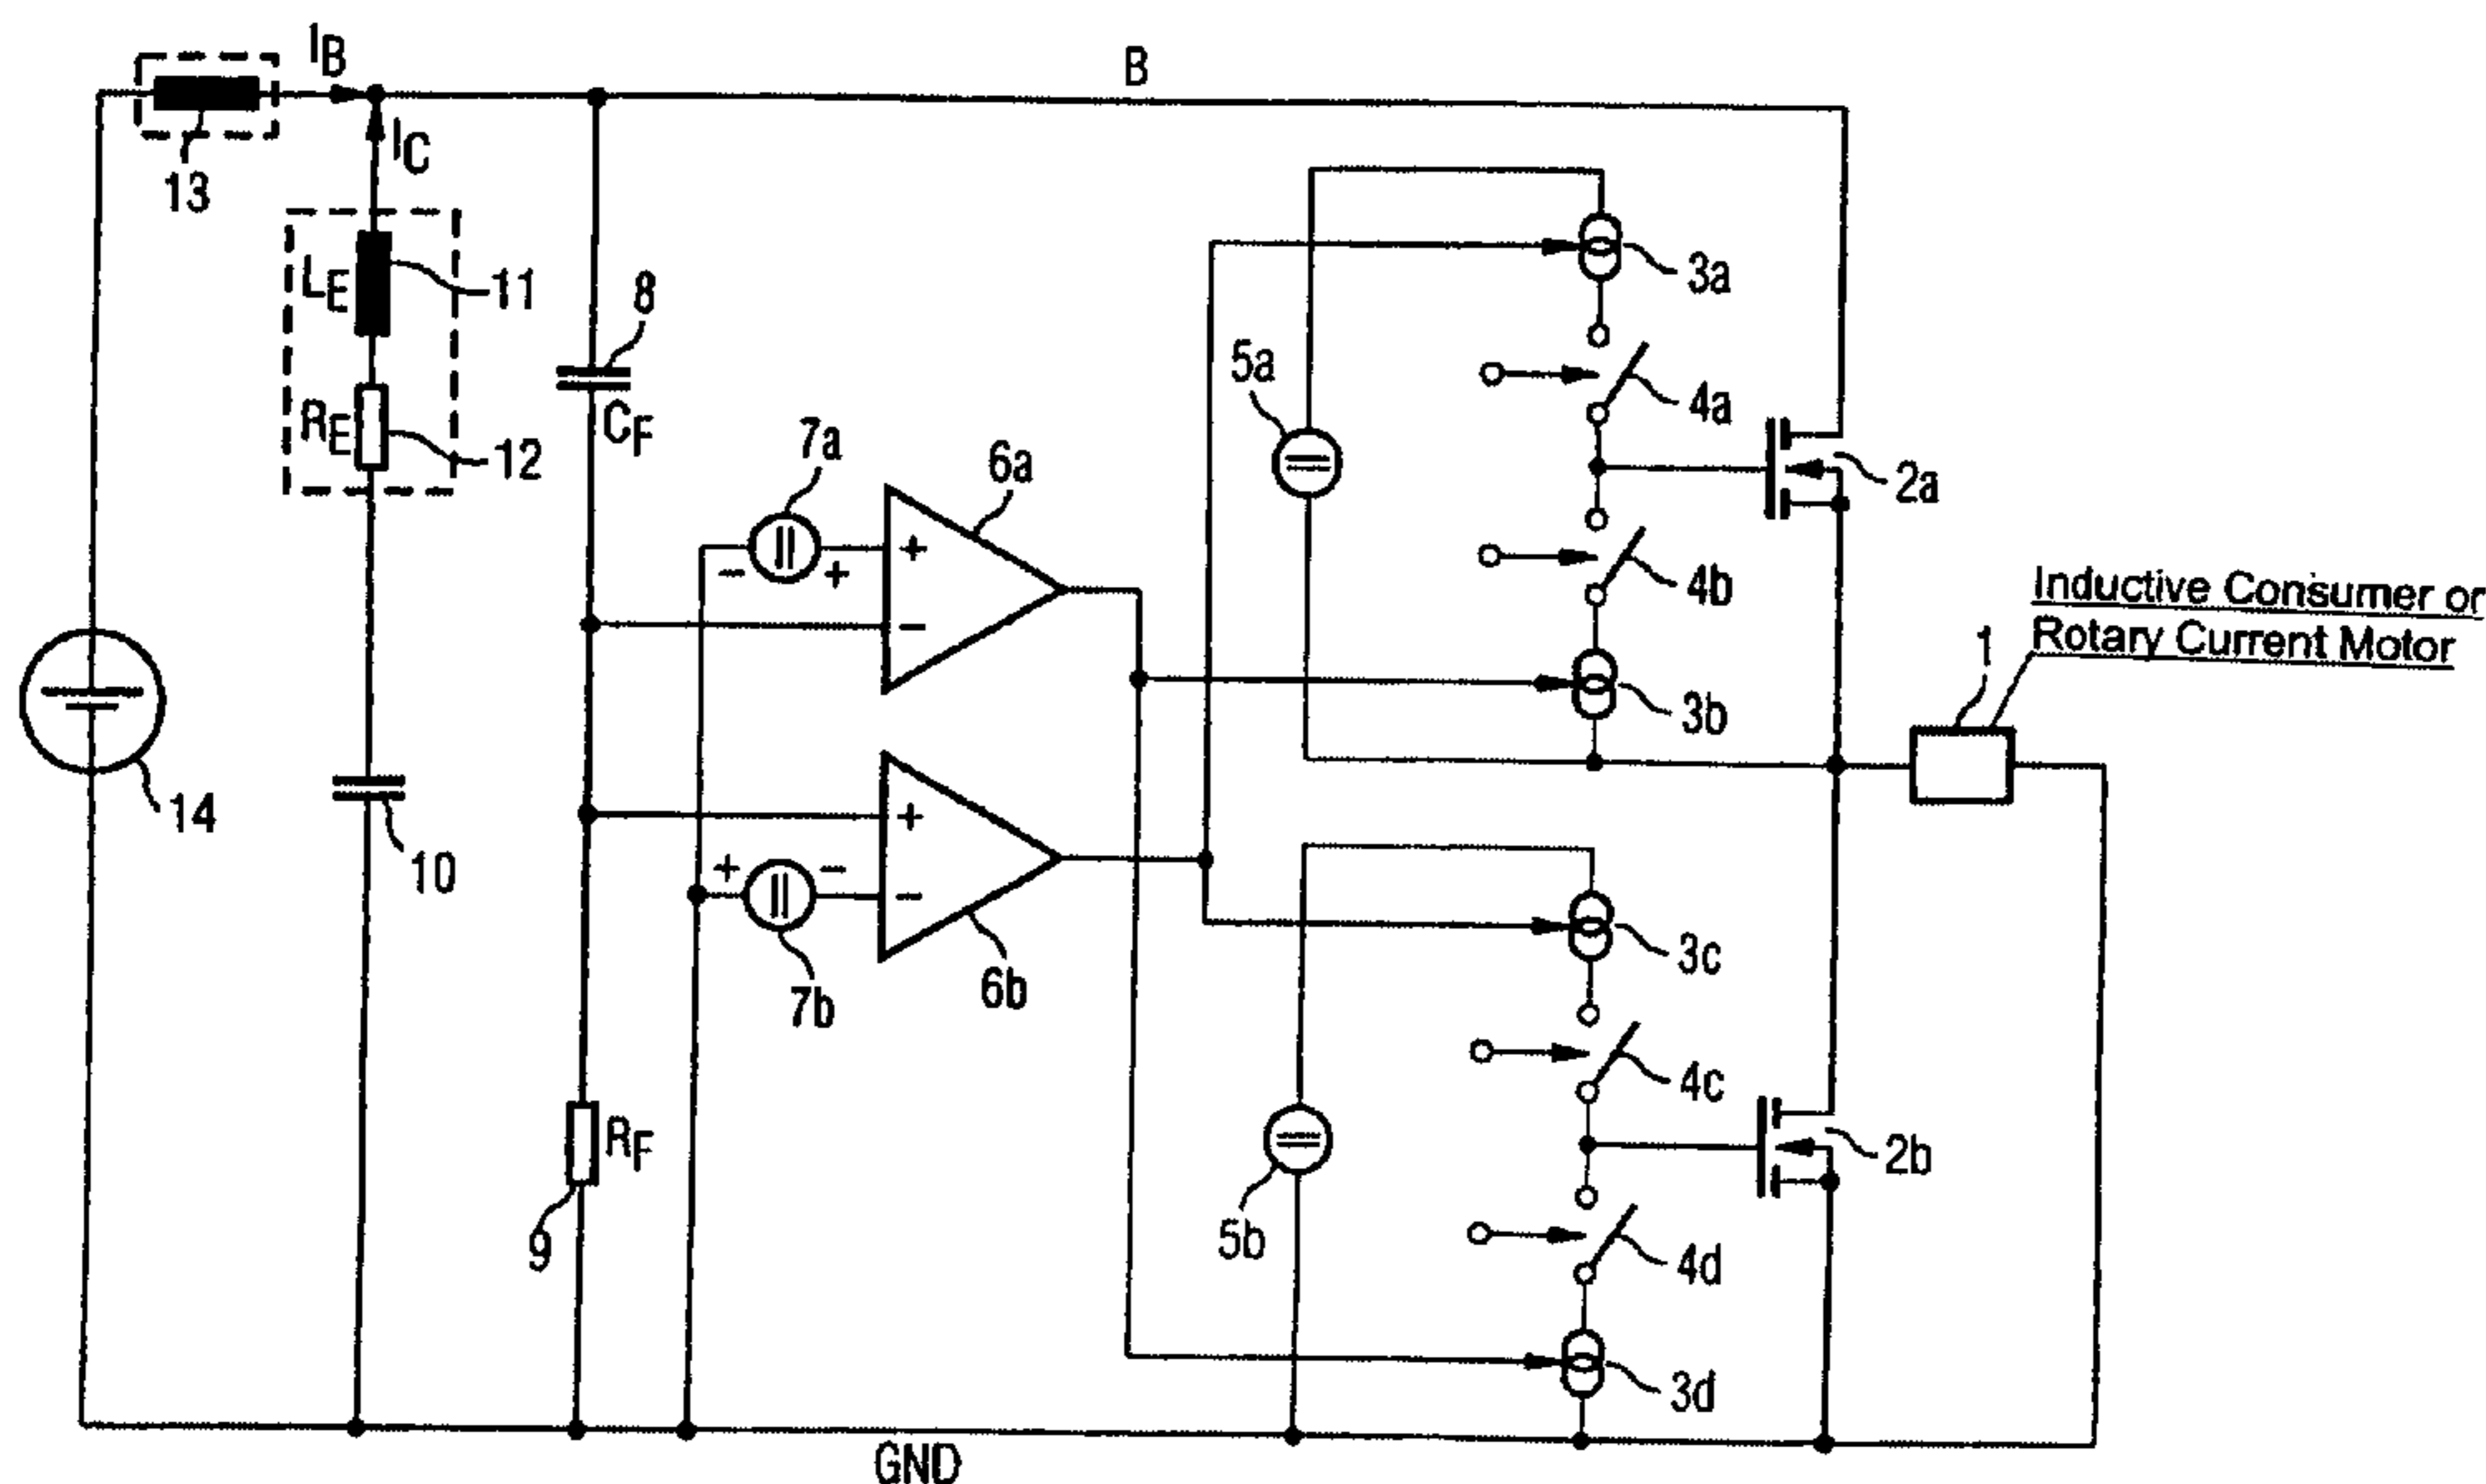 I_B
B
I_C
13
L_E
11
8
3a
5a
4a
R_E
12
C_F
7a
6a
2a
+
- +
4b
Inductive Consumer or
Rotary Current Motor
-
1
3b
14
+
10
+ -
-
3c
7b
6b
4c
R_F
2b
9
5b
4d
3d
GND